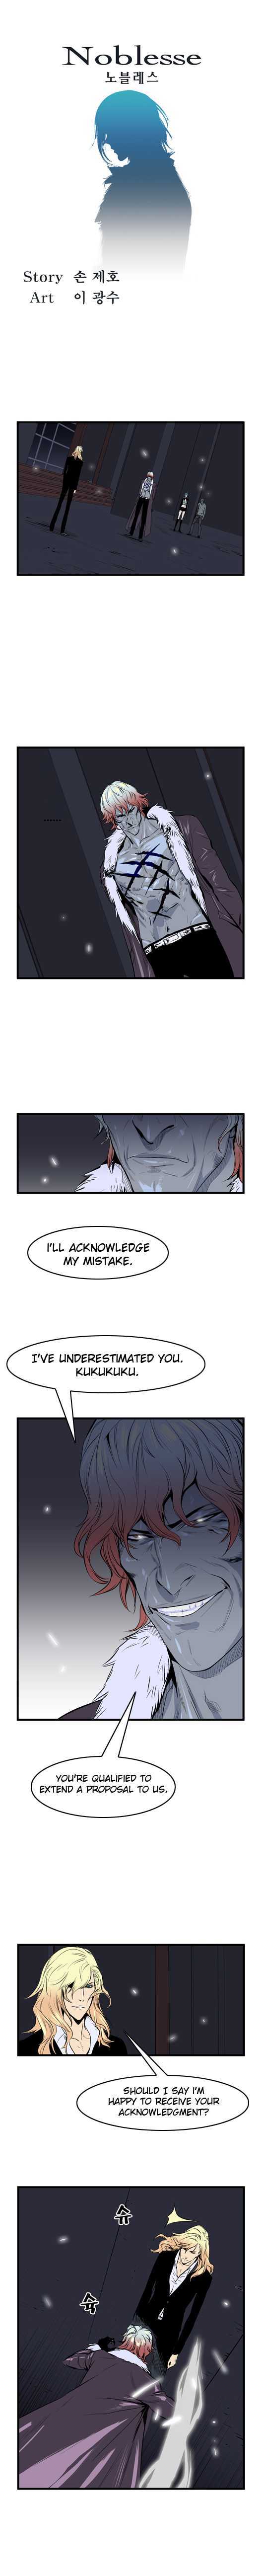 Noblesse
노블레스
Story 손 제호
Art 이 광수
......
I'LL ACKNOWLEDGE
MY MISTAKE.
I'VE UNDERESTIMATED YOU.
KUKUKUKU.
YOU'RE QUALIFIED TO
EXTEND A PROPOSAL TO US.
SHOULD I SAY I'M
HAPPY TO RECEIVE YOUR
ACKNOWLEDGMENT?
슈
슉